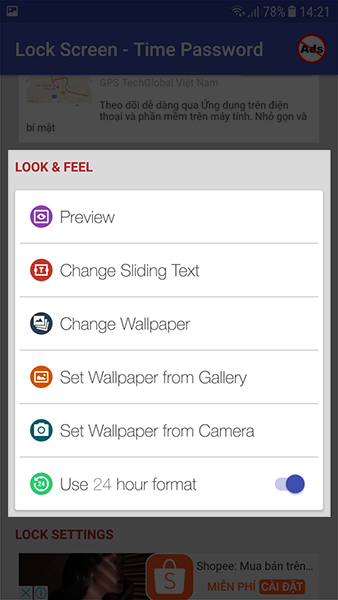 78% 14:21
Lock Screen - Time Password
Ads
GPS TechGlobal Việt Nam
Theo dõi dễ dàng qua Ứng dụng trên điện
thoại và phần mềm trên máy tính. Nhỏ gọn và
bí mật
LOOK & FEEL
Preview
T
Change Sliding Text
Change Wallpaper
Set Wallpaper from Gallery
Set Wallpaper from Camera
24
Use 24 hour format
LOCK SETTINGS
S
Shopee: Mua bán trên...
MIỄN PHÍ CÀI ĐẶT